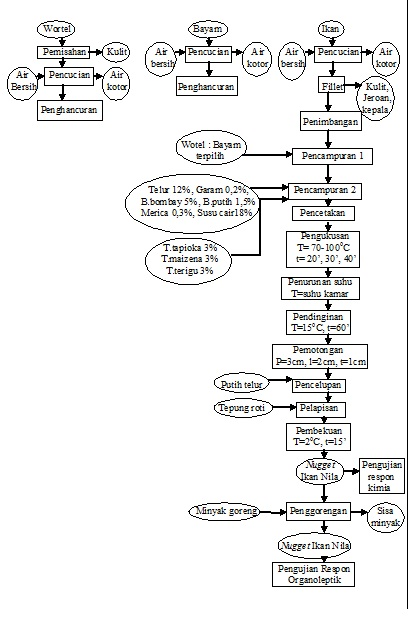 Wortel
Pemisahan
Kulit
Air
Bersih
Pencucian
Air
kotor
Penghancuran
Bayam
Air
bersih
Pencucian
Air
kotor
Penghancuran
Ikan
Air
bersih
Pencucian
Air
kotor
Fillet
Kulit,
Jeroan,
kepala.
Penimbangan
Wotel : Bayam
terpilih
Pencampuran 1
Telur 12%, Garam 0,2%,
B.bombay 5%, B.putih 1,5%
Merica 0,3%, Susu cair18%
Pencampuran 2
Pencetakan
T.tapioka 3%
T.maizena 3%
T.terigu 3%
Pengukusan
T= 70-100⁰C
t= 20’, 30’, 40’
Penurunan suhu
T=suhu kamar
Pendinginan
T=15⁰C, t=60’
Pemotongan
P=3cm, l=2cm, t=1cm
Putih telur
Pencelupan
Tepung roti
Pelapisan
Pembekuan
T=2⁰C, t=15’
Nugget
Ikan Nila
Pengujian
respon
kimia
Minyak goreng
Penggorengan
Sisa
minyak
Nugget Ikan Nila
Pengujian Respon
Organoleptik